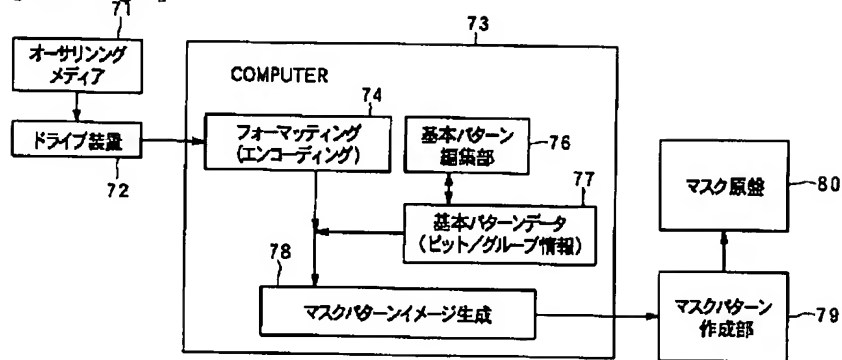 71
オーサリンング
メディア
ドライブ装置
72
73
COMPUTER
74
フォーマッティング
(エンコーディング)
基本パターン
編集部
76
77
基本パターンデータ
(ピット/グループ情報)
78
マスクパターンイメージ生成
マスク原盤
80
マスクパターン
作成部
79